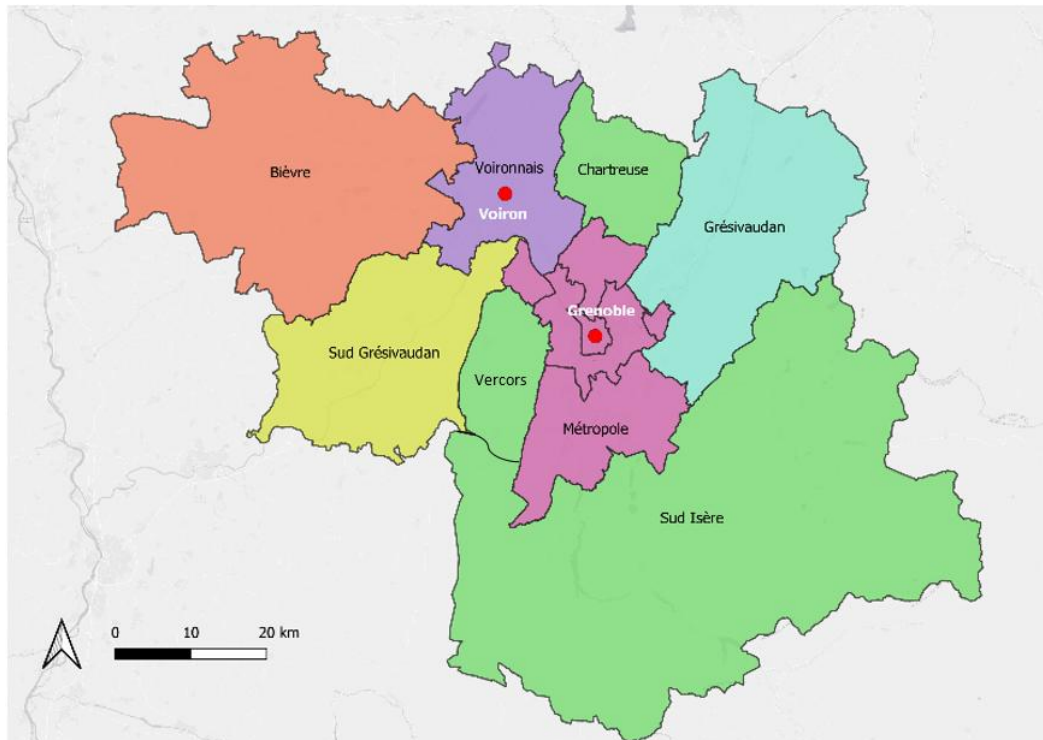 Bièvre
Voironnais
Voiron
Chartreuse
Grésivaudan
Grenoble
Sud Grésivaudan
Vercors
Métropole
Sud Isère
0 10 20 km